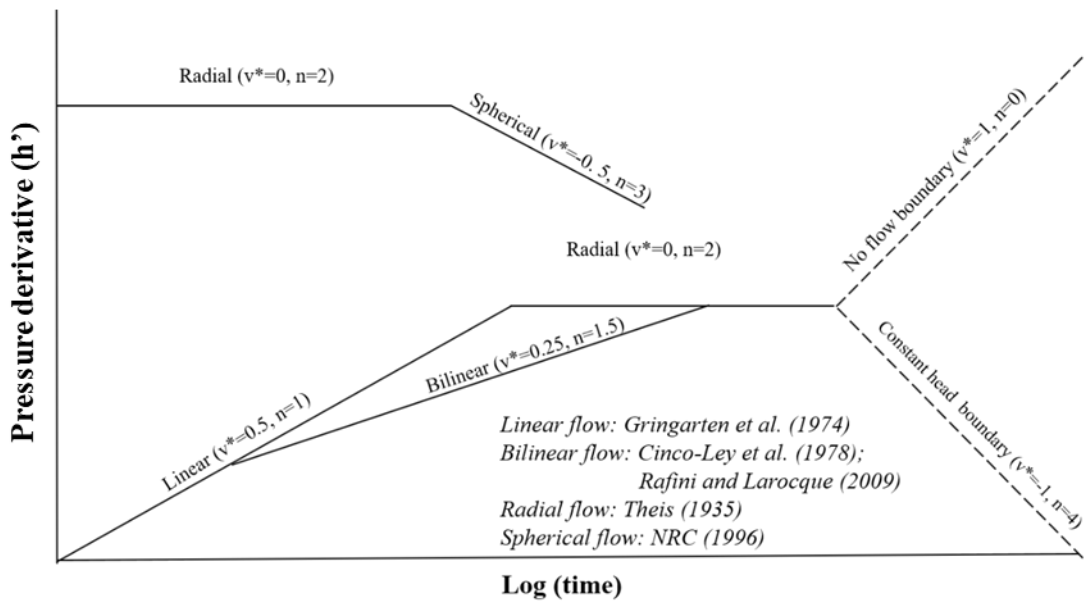 Pressure derivative (h’)
Radial (v*=0, n=2)
Spherical (v*=-0. 5, n=3)
No flow boundary (v*=1, n=0)
Radial (v*=0, n=2)
Bilinear (v*=0.25, n=1.5)
Linear (v*=0.5, n=1)
Constant head boundary (v*=-1, n=4)
Linear flow: Gringarten et al. (1974)
Bilinear flow: Cinco-Ley et al. (1978);
Rafini and Larocque (2009)
Radial flow: Theis (1935)
Spherical flow: NRC (1996)
Log (time)